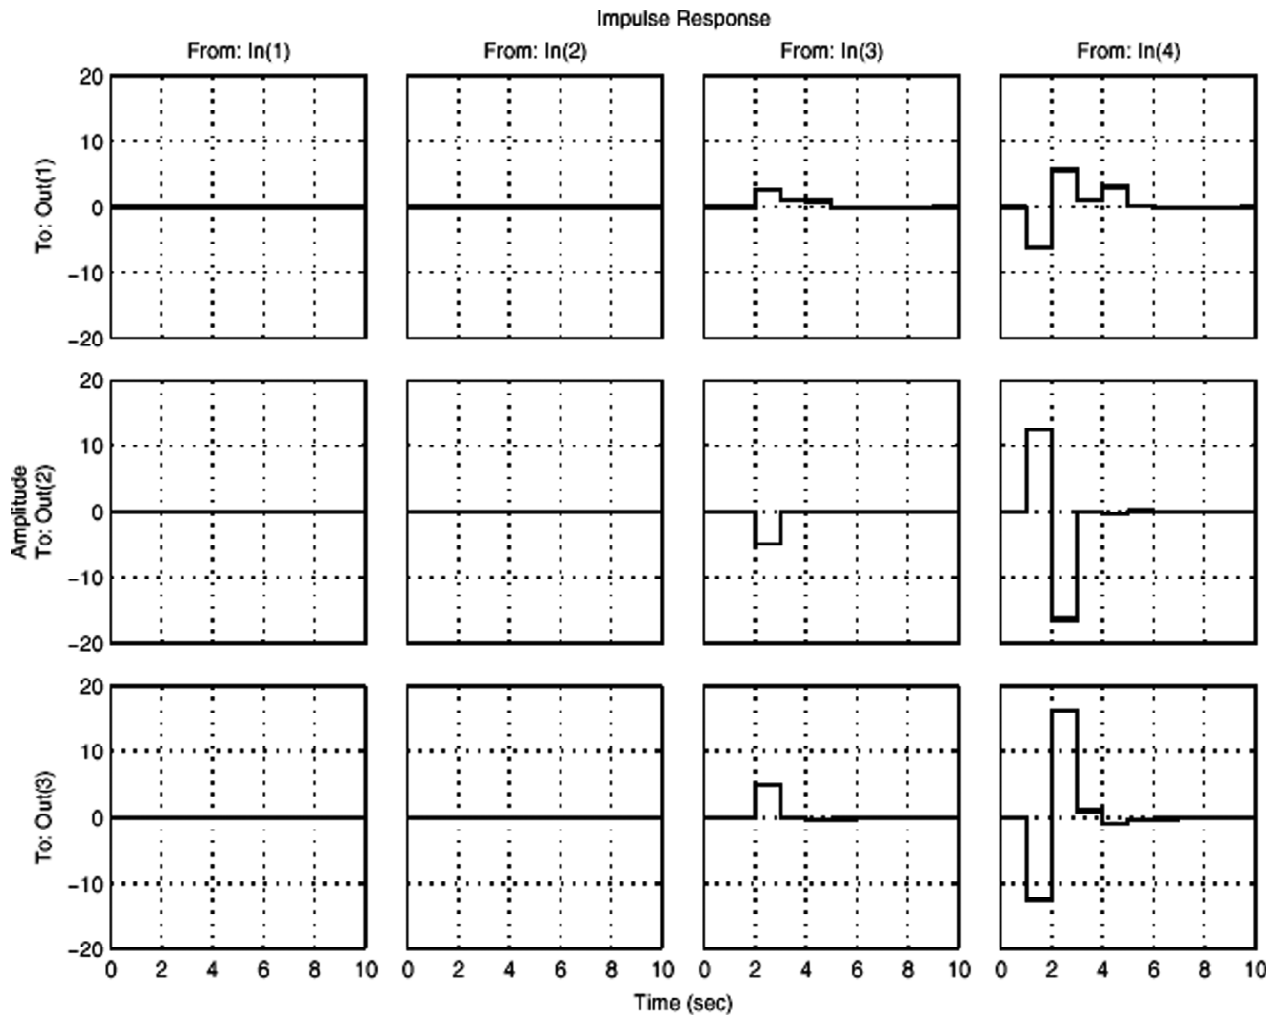 Impulse Response
From: In(1)
From: In(2)
From: In(3)
From: In(4)
To: Out(1)
20
10
0
−10
−20
Amplitude
To: Out(2)
20
10
0
−10
−20
To: Out(3)
20
10
0
−10
−20
0 2 4 6 8 10
0 2 4 6 8 10
0 2 4 6 8 10
0 2 4 6 8 10
Time (sec)